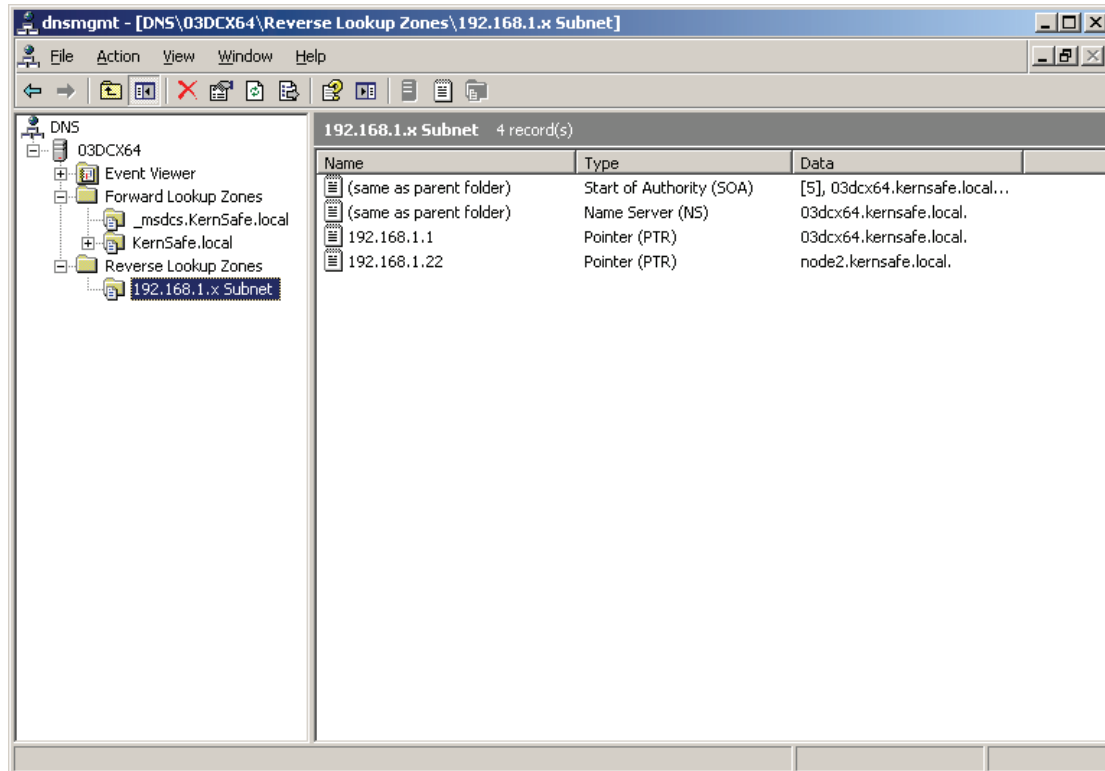 dnsmgmt - [DNS\03DCX64\Reverse Lookup Zones\192.168.1.x Subnet]
File Action View Window Help
DNS
03DCX64
Event Viewer
Forward Lookup Zones
_msdcs.KernSafe.local
KernSafe.local
Reverse Lookup Zones
192.168.1.x Subnet
192.168.1.x Subnet 4 record(s)
Name Type Data
(same as parent folder) Start of Authority (SOA) [5], 03dcx64.kernsafe.local...
(same as parent folder) Name Server (NS) 03dcx64.kernsafe.local.
192.168.1.1 Pointer (PTR) 03dcx64.kernsafe.local.
192.168.1.22 Pointer (PTR) node2.kernsafe.local.